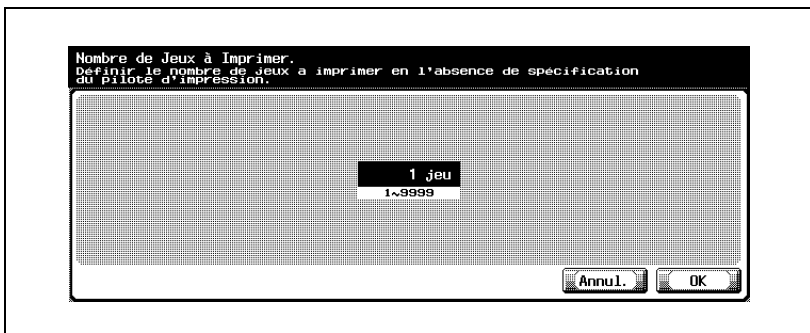 Nombre de Jeux à Imprimer.
Définir le nombre de jeux a imprimer en l'absence de spécification
du pilote d'impression.
1 jeu
1~9999
Annul. OK